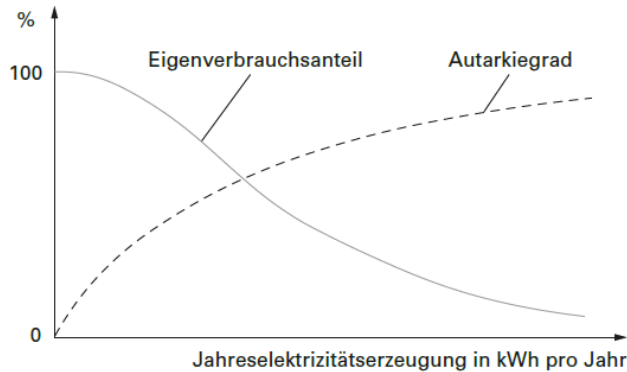 %
Eigenverbrauchsanteil
Autarkiegrad
100
0
Jahreselektrizitätserzeugung in kWh pro Jahr